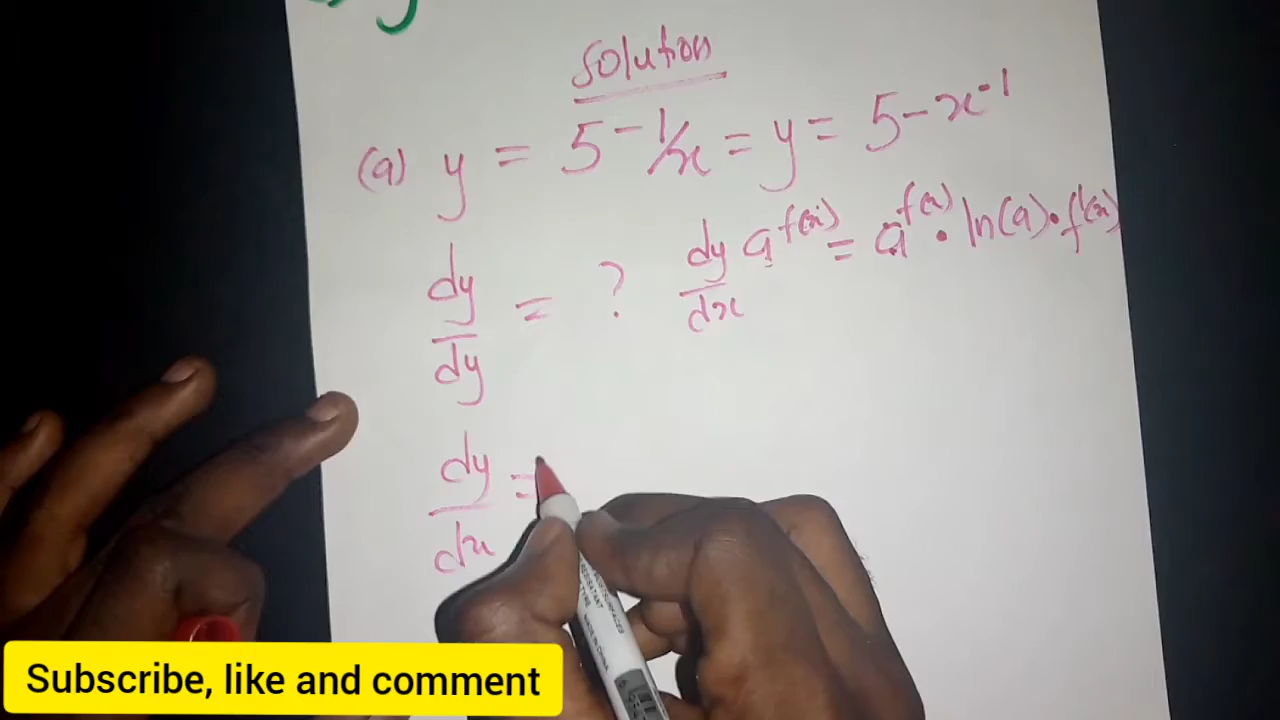 Solution
(a) y = 5^{-1/x} = y = 5^{-x^{-1}}
dy/dy = ? dy/dx a^{f(x)} = a^{f(x)} • ln(a) • f'(x)
dy/dx =
Subscribe, like and comment